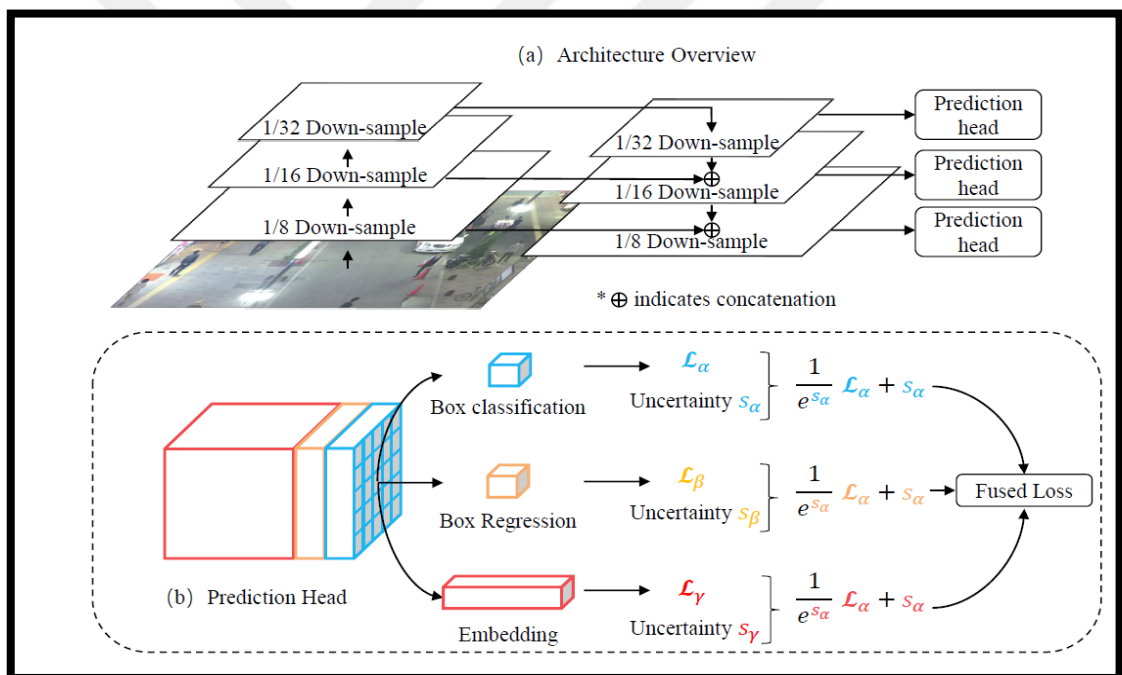 (a) Architecture Overview
1/32 Down-sample
1/16 Down-sample
1/8 Down-sample
1/32 Down-sample
⊕
1/16 Down-sample
⊕
1/8 Down-sample
Prediction
head
Prediction
head
Prediction
head
* ⊕ indicates concatenation
Box classification
ℒα
Uncertainty sα
1/e^sα ℒα + sα
Box Regression
ℒβ
Uncertainty sβ
1/e^sα ℒα + sα
Fused Loss
(b) Prediction Head
Embedding
ℒγ
Uncertainty sγ
1/e^sα ℒα + sα